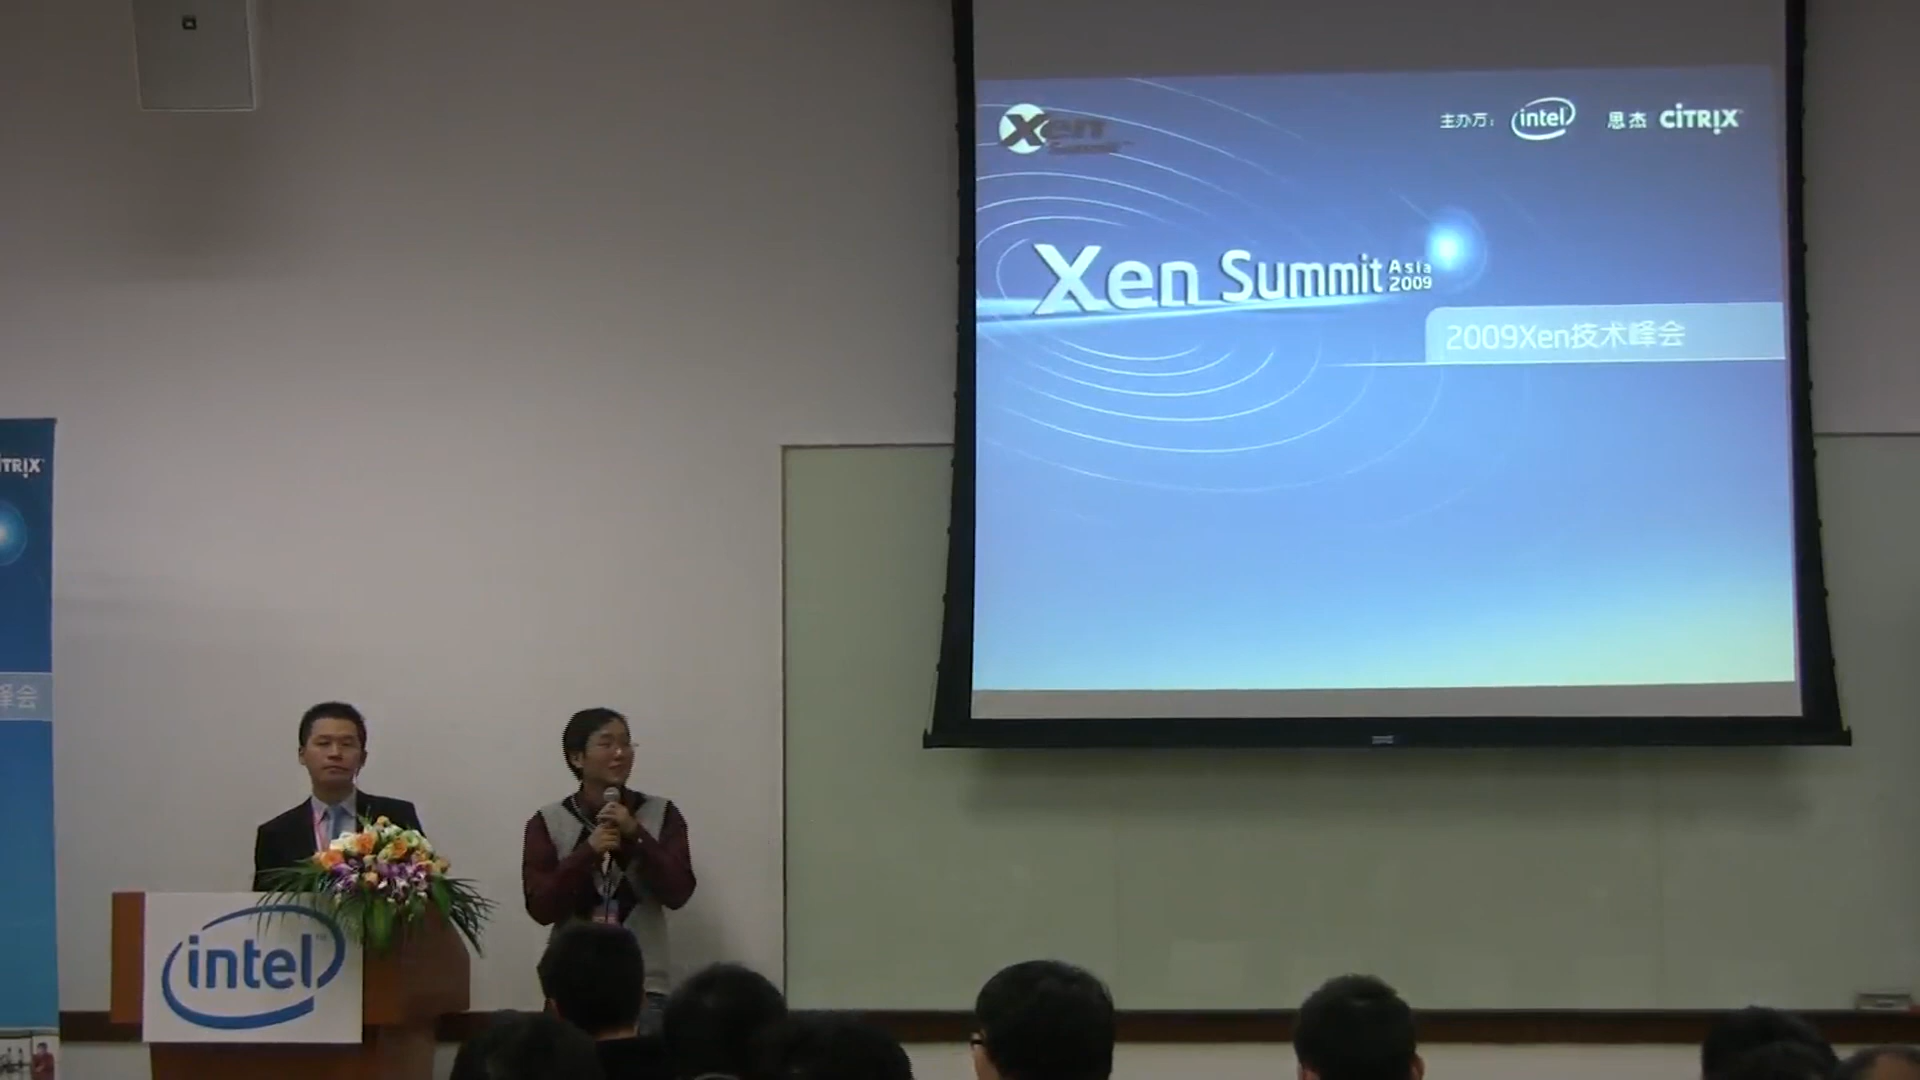 Xen
Summit
主办方: intel 思杰 CITRIX
Xen Summit Asia 2009
2009Xen技术峰会
ITRIX
峰会
intel